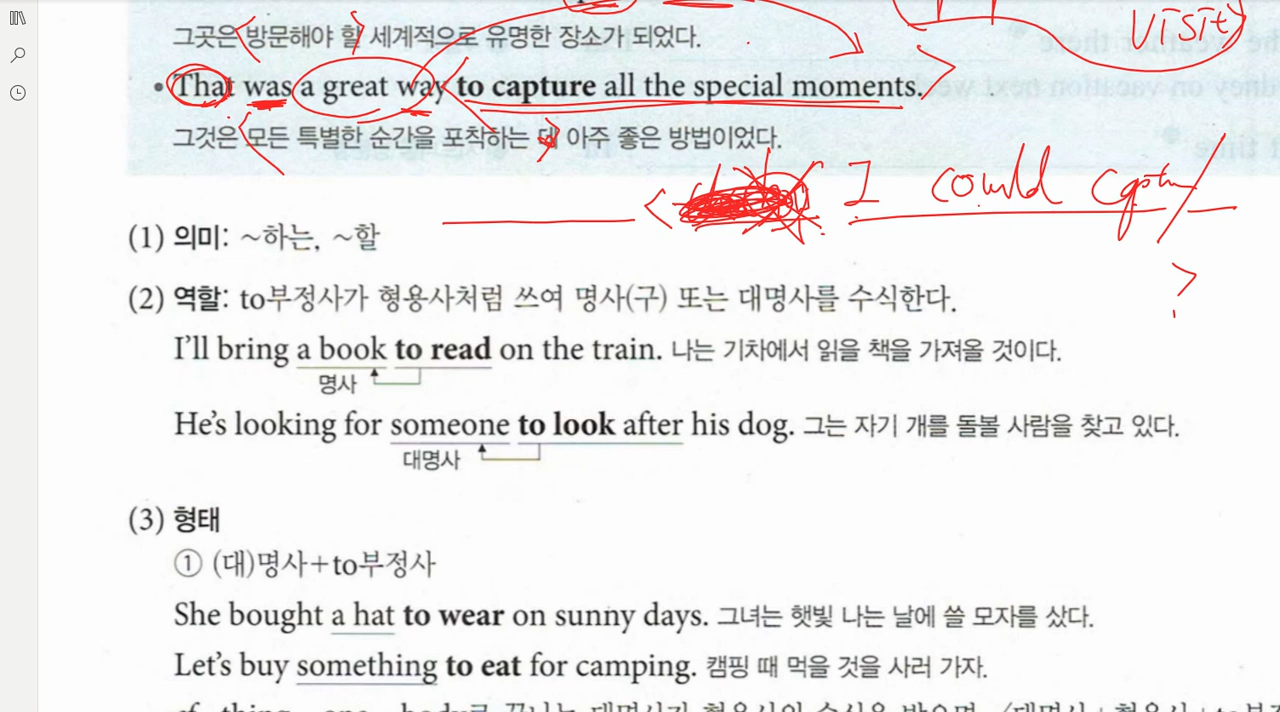 visit
그곳은 방문해야 할 세계적으로 유명한 장소가 되었다.
• That was a great way to capture all the special moments.
그것은 모든 특별한 순간을 포착하는 데 아주 좋은 방법이었다.
I could
(1) 의미: ~하는, ~할
(2) 역할: to부정사가 형용사처럼 쓰여 명사(구) 또는 대명사를 수식한다.
I'll bring a book to read on the train. 나는 기차에서 읽을 책을 가져올 것이다.
명사
He's looking for someone to look after his dog. 그는 자기 개를 돌볼 사람을 찾고 있다.
대명사
(3) 형태
① (대)명사+to부정사
She bought a hat to wear on sunny days. 그녀는 햇빛 나는 날에 쓸 모자를 샀다.
Let's buy something to eat for camping. 캠핑 때 먹을 것을 사러 가자.